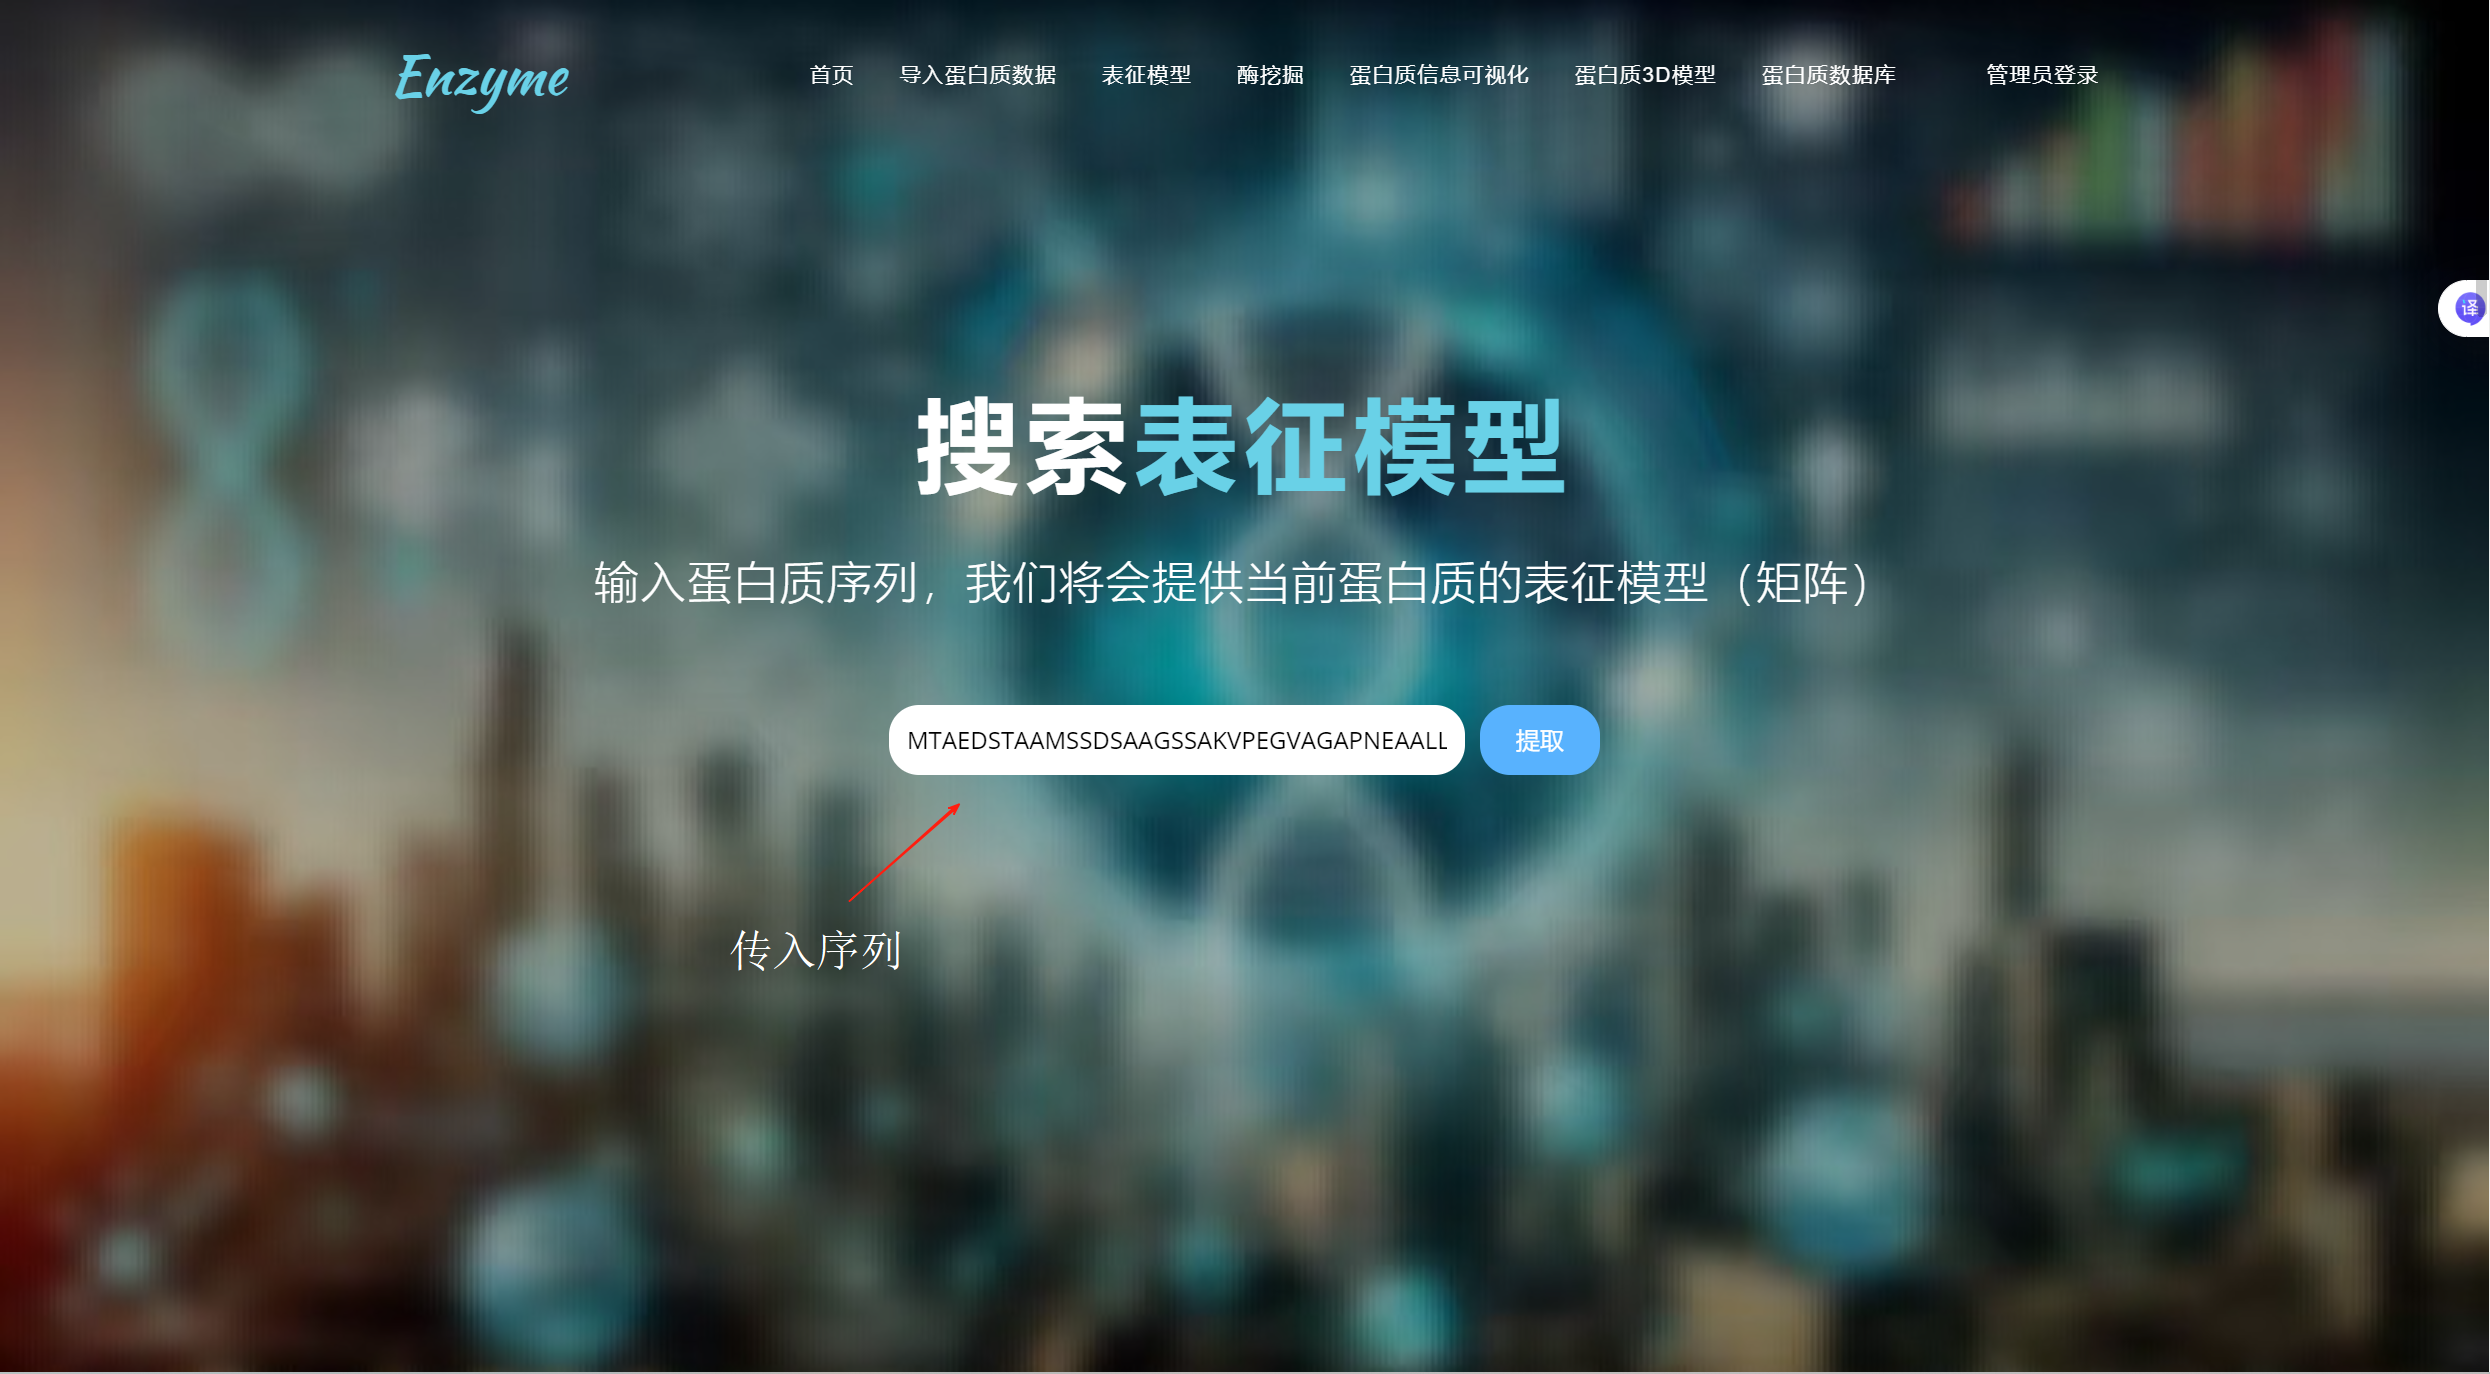 Enzyme
首页 导入蛋白质数据 表征模型 酶挖掘 蛋白质信息可视化 蛋白质3D模型 蛋白质数据库 管理员登录
译
搜索表征模型
输入蛋白质序列，我们将会提供当前蛋白质的表征模型（矩阵）
MTAEDSTAAMSSDSAAGSSAKVPEGVAGAPNEAALL 提取
传入序列